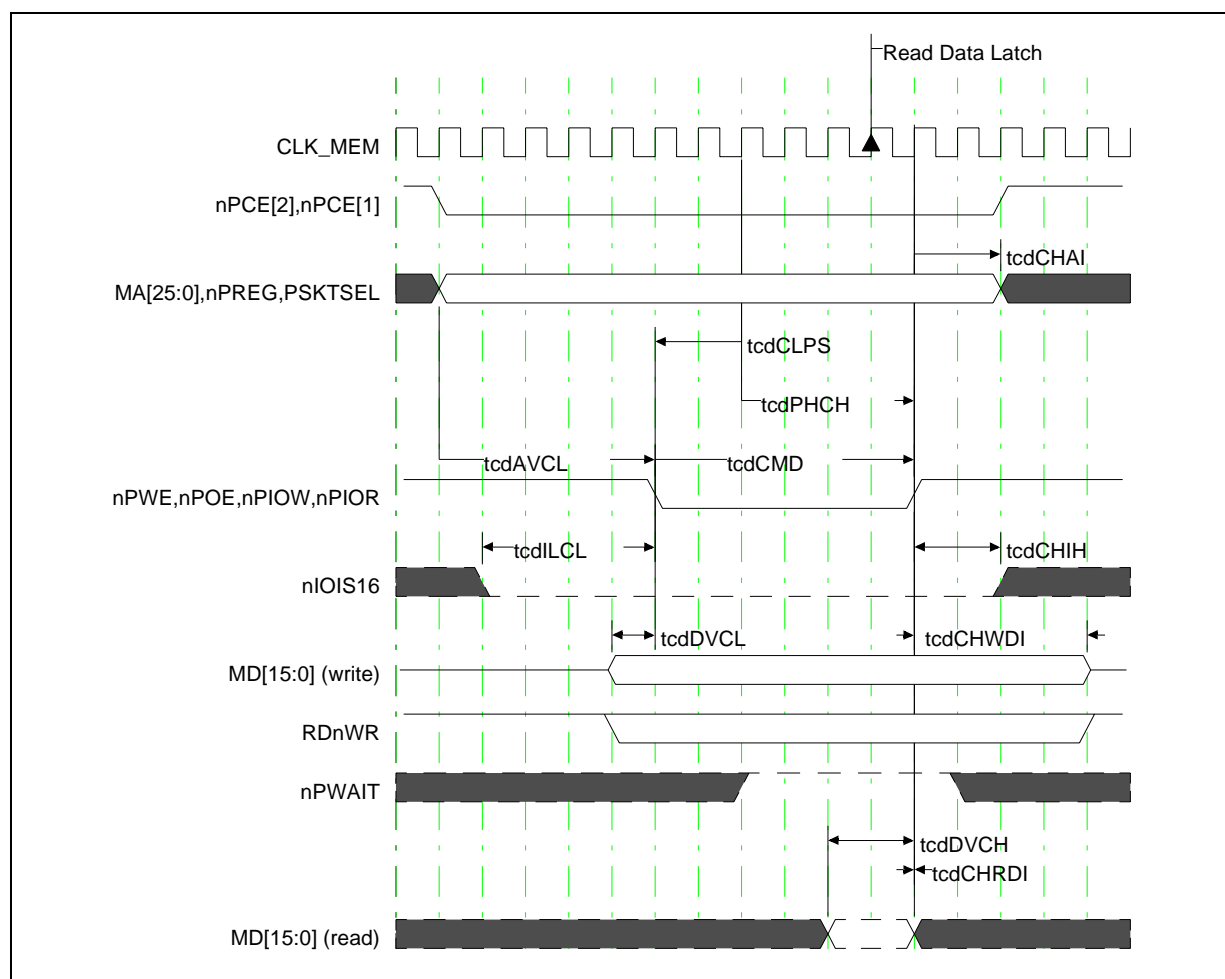 Read Data Latch
CLK_MEM
nPCE[2],nPCE[1]
tcdCHAI
MA[25:0],nPREG,PSKTSEL
tcdCLPS
tcdPHCH
tcdAVCL tcdCMD
nPWE,nPOE,nPIOW,nPIOR
tcdILCL tcdCHIH
nIOIS16
tcdDVCL tcdCHWDI
MD[15:0] (write)
RDnWR
nPWAIT
tcdDVCH
tcdCHRDI
MD[15:0] (read)